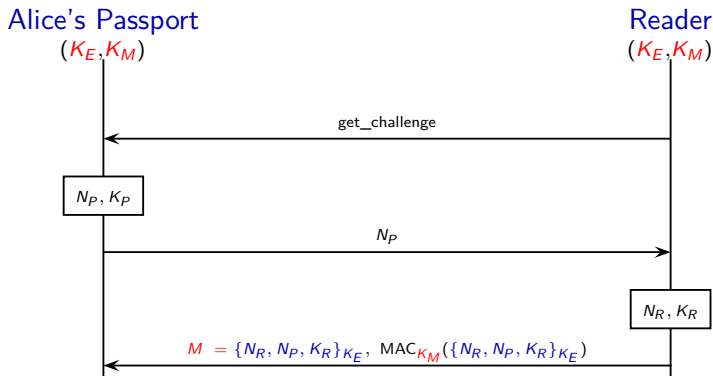 Alice's Passport Reader
(K_E,K_M) (K_E,K_M)
get_challenge
N_P, K_P
N_P
N_R, K_R
M = {N_R, N_P, K_R}_{K_E}, MAC_{K_M}({N_R, N_P, K_R}_{K_E})